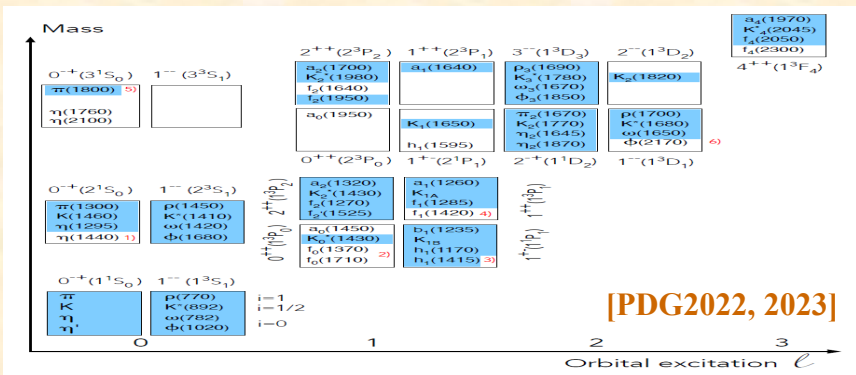 Mass
a₄(1970)
K*₄(2045)
f₄(2050)
f₄(2300)
4⁺⁺(1³F₄)
2⁺⁺(2³P₂) 1⁺⁺(2³P₁) 3⁻⁻(1³D₃) 2⁻⁻(1³D₂)
a₂(1700)
K₂*(1980)
f₂(1640)
f₂(1950)
a₁(1640)
ρ₃(1690)
K₃*(1780)
ω₃(1670)
ϕ₃(1850)
K₂(1820)
0⁻⁺(3¹S₀) 1⁻⁻(3³S₁)
π(1800) 5)
η(1760)
η(2100)
a₀(1950)
K₁(1650)
h₁(1595)
π₂(1670)
K₂(1770)
η₂(1645)
η₂(1870)
ρ(1700)
K*(1680)
ω(1650)
ϕ(2170) 6)
0⁺⁺(2³P₀) 1⁺⁻(2¹P₁) 2⁻⁺(1¹D₂) 1⁻⁻(1³D₁)
0⁻⁺(2¹S₀) 1⁻⁻(2³S₁)
π(1300)
K(1460)
η(1295)
η(1440) 1)
ρ(1450)
K*(1410)
ω(1420)
ϕ(1680)
2⁺⁺(1³P₂)
a₂(1320)
K₂*(1430)
f₂(1270)
f₂'(1525)
a₁(1260)
K₁A
f₁(1285)
f₁(1420) 4)
1⁺⁺(1³P₁)
0⁺⁺(1³P₀)
a₀(1450)
K₀*(1430)
f₀(1370) 2)
f₀(1710)
b₁(1235)
K₁B
h₁(1170)
h₁(1415) 3)
0⁻⁺(1¹S₀) 1⁻⁻(1³S₁)
π
K
η
η'
ρ(770)
K*(892)
ω(782)
ϕ(1020)
i=1
i=1/2
i=0
[PDG2022, 2023]
0 1 2 3
Orbital excitation ℓ